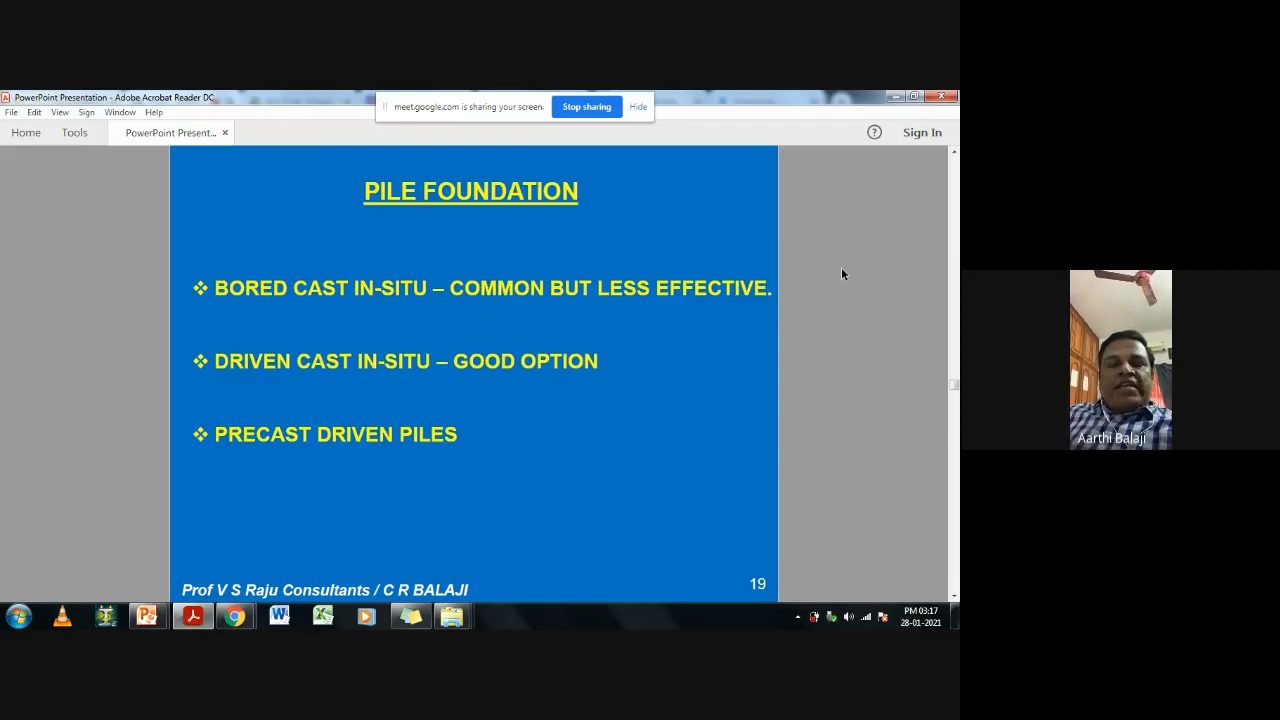 PowerPoint Presentation - Adobe Acrobat Reader DC
File Edit View Sign Window Help
meet.google.com is sharing your screen. Stop sharing Hide
Home Tools PowerPoint Present... × ? Sign In
PILE FOUNDATION
❖ BORED CAST IN-SITU – COMMON BUT LESS EFFECTIVE.
❖ DRIVEN CAST IN-SITU – GOOD OPTION
❖ PRECAST DRIVEN PILES
Prof V S Raju Consultants / C R BALAJI 19
Aarthi Balaji
PM 03:17
28-01-2021